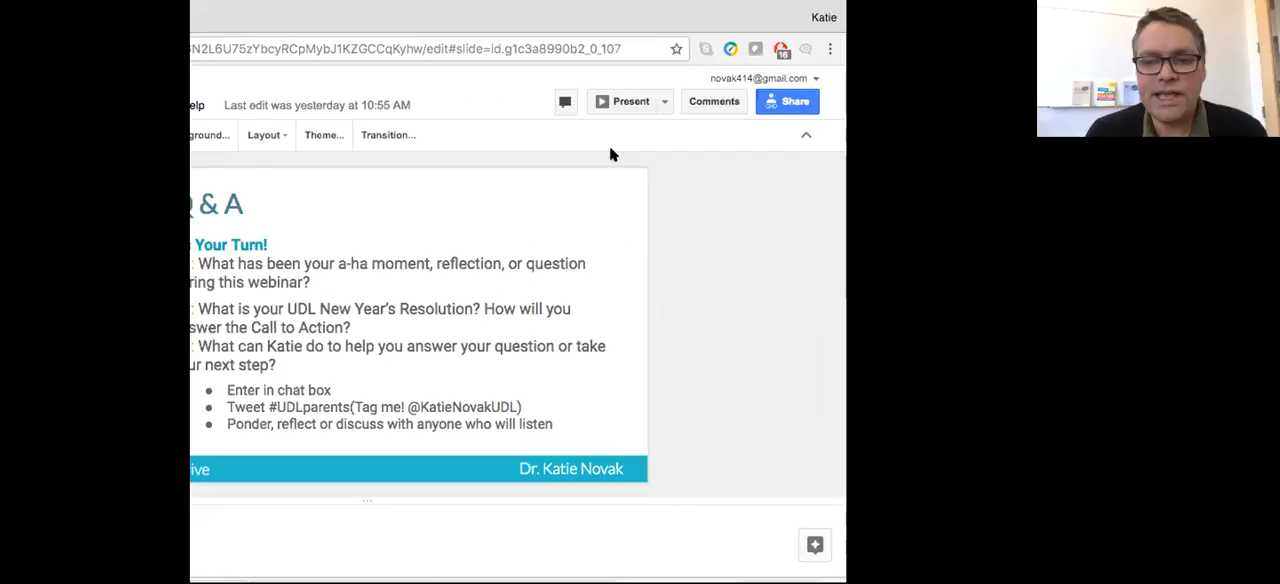 Katie
N2L6U75zYbcyRCpMybJ1KZGCCqKyhw/edit#slide=id.g1c3a8990b2_0_107
16
novak414@gmail.com
elp Last edit was yesterday at 10:55 AM
Present Comments Share
ground... Layout Theme... Transition...
Q & A
Your Turn!
: What has been your a-ha moment, reflection, or question
ring this webinar?
: What is your UDL New Year's Resolution? How will you
swer the Call to Action?
: What can Katie do to help you answer your question or take
ur next step?
• Enter in chat box
• Tweet #UDLparents(Tag me! @KatieNovakUDL)
• Ponder, reflect or discuss with anyone who will listen
ive Dr. Katie Novak